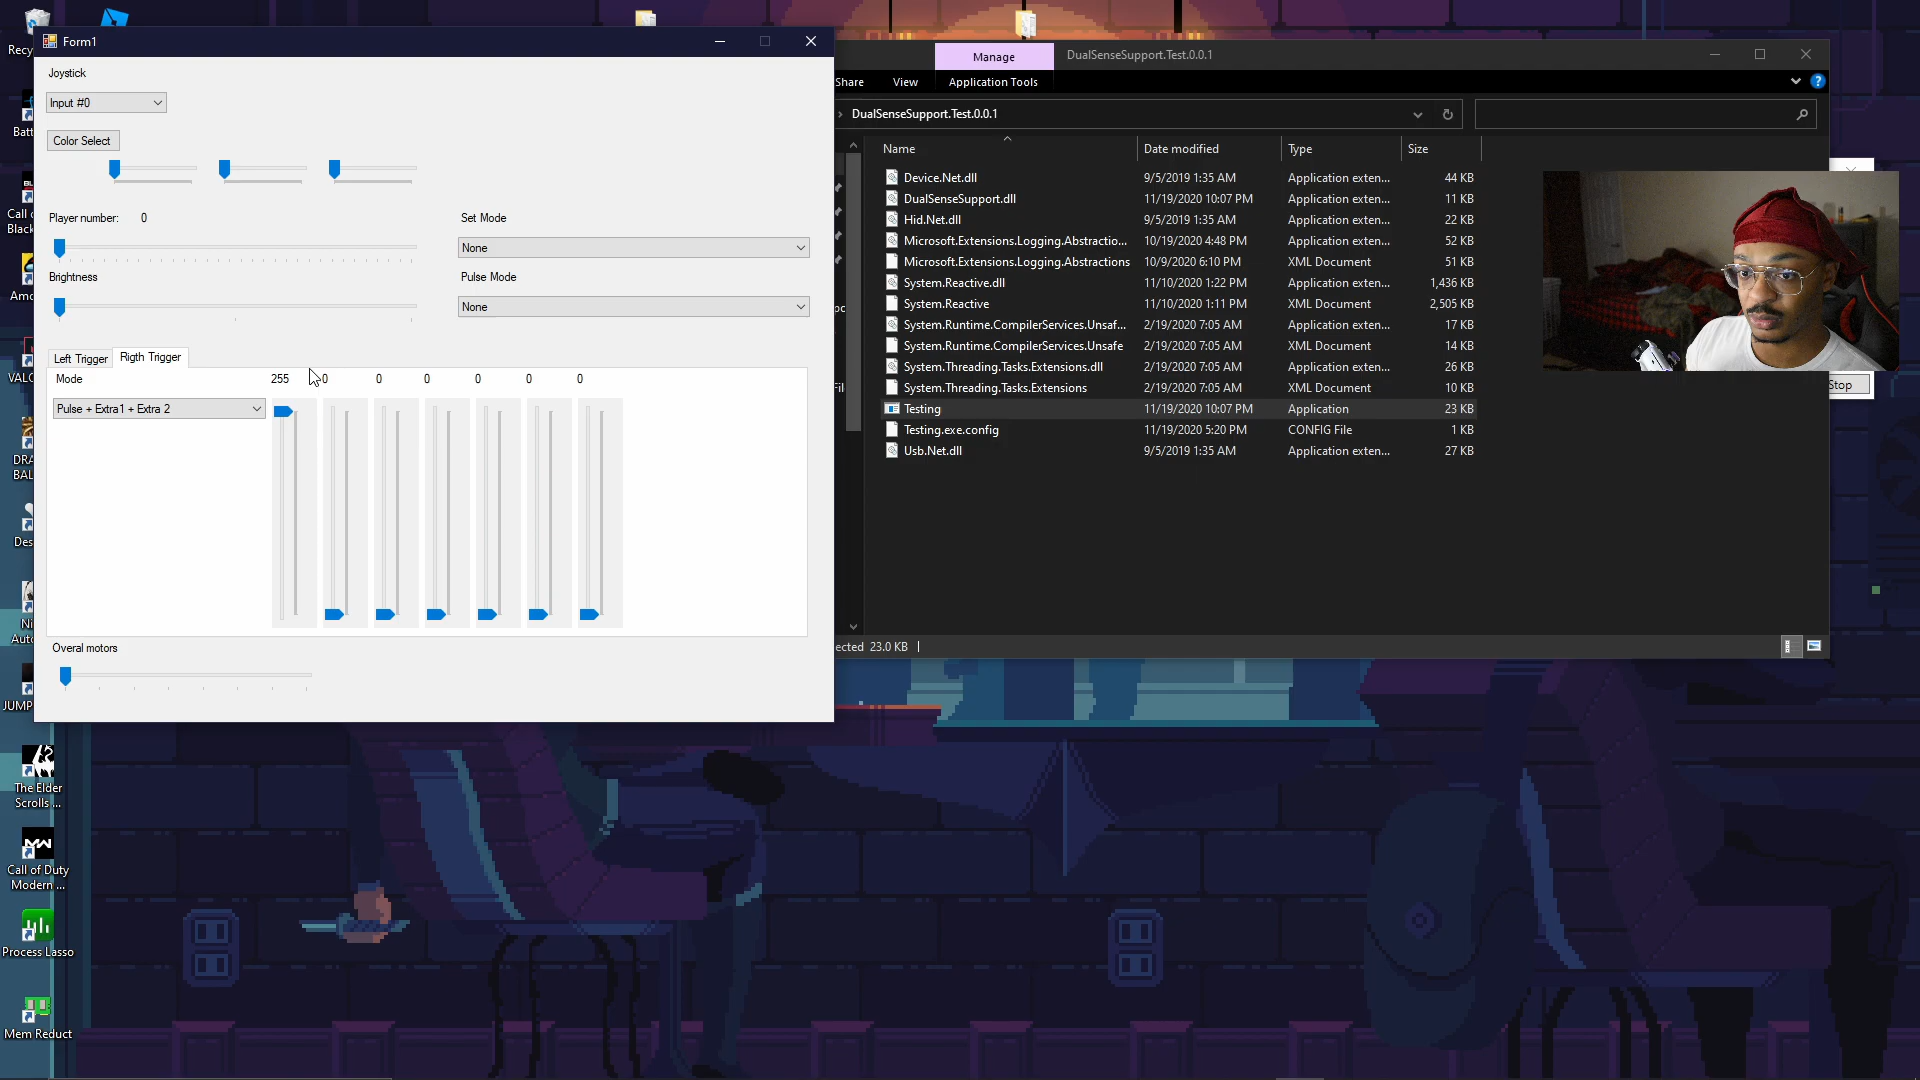 Form1
Joystick
Input #0
Color Select
Player number: 0
Brightness
Set Mode
None
Pulse Mode
None
Left Trigger
Rigth Trigger
Mode
255 0 0 0 0 0 0
Pulse + Extra1 + Extra 2
Overal motors
Manage
DualSenseSupport.Test.0.0.1
Share
View
Application Tools
DualSenseSupport.Test.0.0.1
Name Date modified Type Size
Device.Net.dll 9/5/2019 1:35 AM Application exten... 44 KB
DualSenseSupport.dll 11/19/2020 10:07 PM Application exten... 11 KB
Hid.Net.dll 9/5/2019 1:35 AM Application exten... 22 KB
Microsoft.Extensions.Logging.Abstractio... 10/19/2020 4:48 PM Application exten... 52 KB
Microsoft.Extensions.Logging.Abstractions 10/9/2020 6:10 PM XML Document 51 KB
System.Reactive.dll 11/10/2020 1:22 PM Application exten... 1,436 KB
System.Reactive 11/10/2020 1:11 PM XML Document 2,505 KB
System.Runtime.CompilerServices.Unsaf... 2/19/2020 7:05 AM Application exten... 17 KB
System.Runtime.CompilerServices.Unsafe 2/19/2020 7:05 AM XML Document 14 KB
System.Threading.Tasks.Extensions.dll 2/19/2020 7:05 AM Application exten... 26 KB
System.Threading.Tasks.Extensions 2/19/2020 7:05 AM XML Document 10 KB
Testing 11/19/2020 10:07 PM Application 23 KB
Testing.exe.config 11/19/2020 5:20 PM CONFIG File 1 KB
Usb.Net.dll 9/5/2019 1:35 AM Application exten... 27 KB
ected 23.0 KB
Stop
Recy
Batt
Call o
Black
Amo
VALO
DRA
BAL
Des
Ni
Auto
JUMP
The Elder
Scrolls ...
Call of Duty
Modern ...
Process Lasso
Mem Reduct